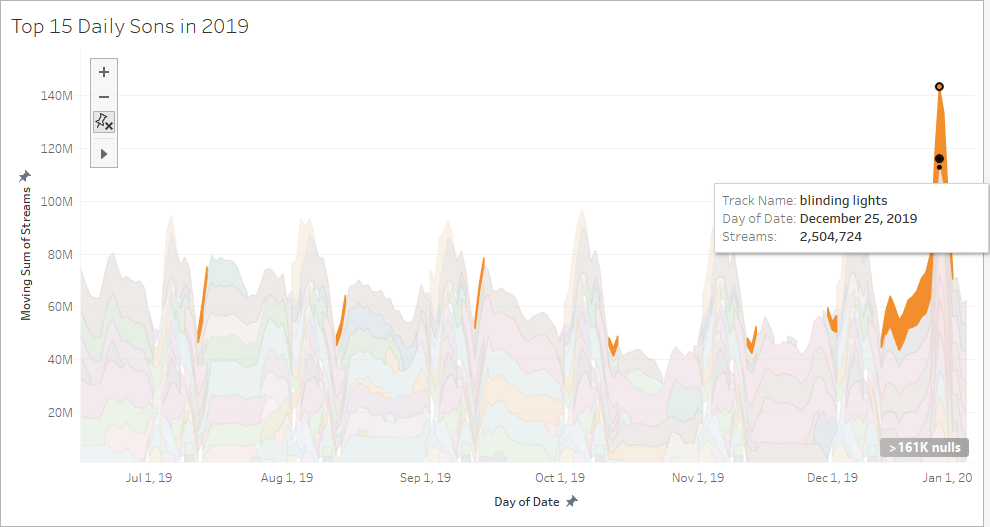 Top 15 Daily Sons in 2019
140M
120M
100M
80M
60M
40M
20M
Moving Sum of Streams
Track Name: blinding lights
Day of Date: December 25, 2019
Streams: 2,504,724
>161K nulls
Jul 1, 19
Aug 1, 19
Sep 1, 19
Oct 1, 19
Nov 1, 19
Dec 1, 19
Jan 1, 20
Day of Date